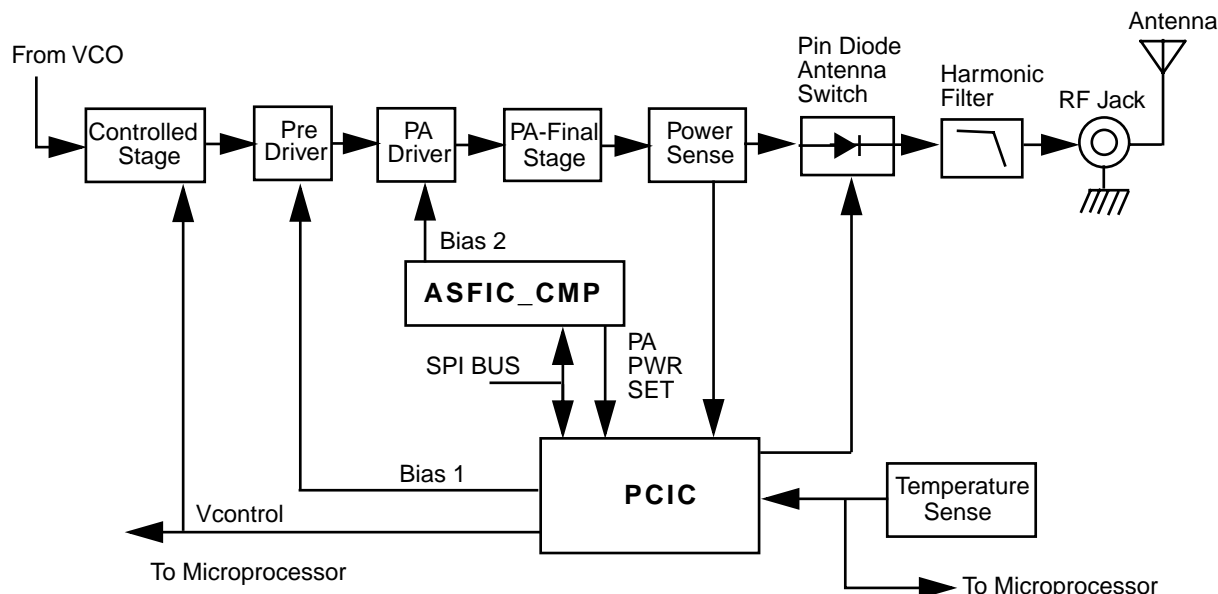 Antenna
From VCO
Pin Diode
Antenna
Switch
Harmonic
Filter
RF Jack
Controlled
Stage
Pre
Driver
PA
Driver
PA-Final
Stage
Power
Sense
Bias 2
ASFIC_CMP
SPI BUS
PA
PWR
SET
Bias 1
PCIC
Temperature
Sense
Vcontrol
To Microprocessor
To Microprocessor